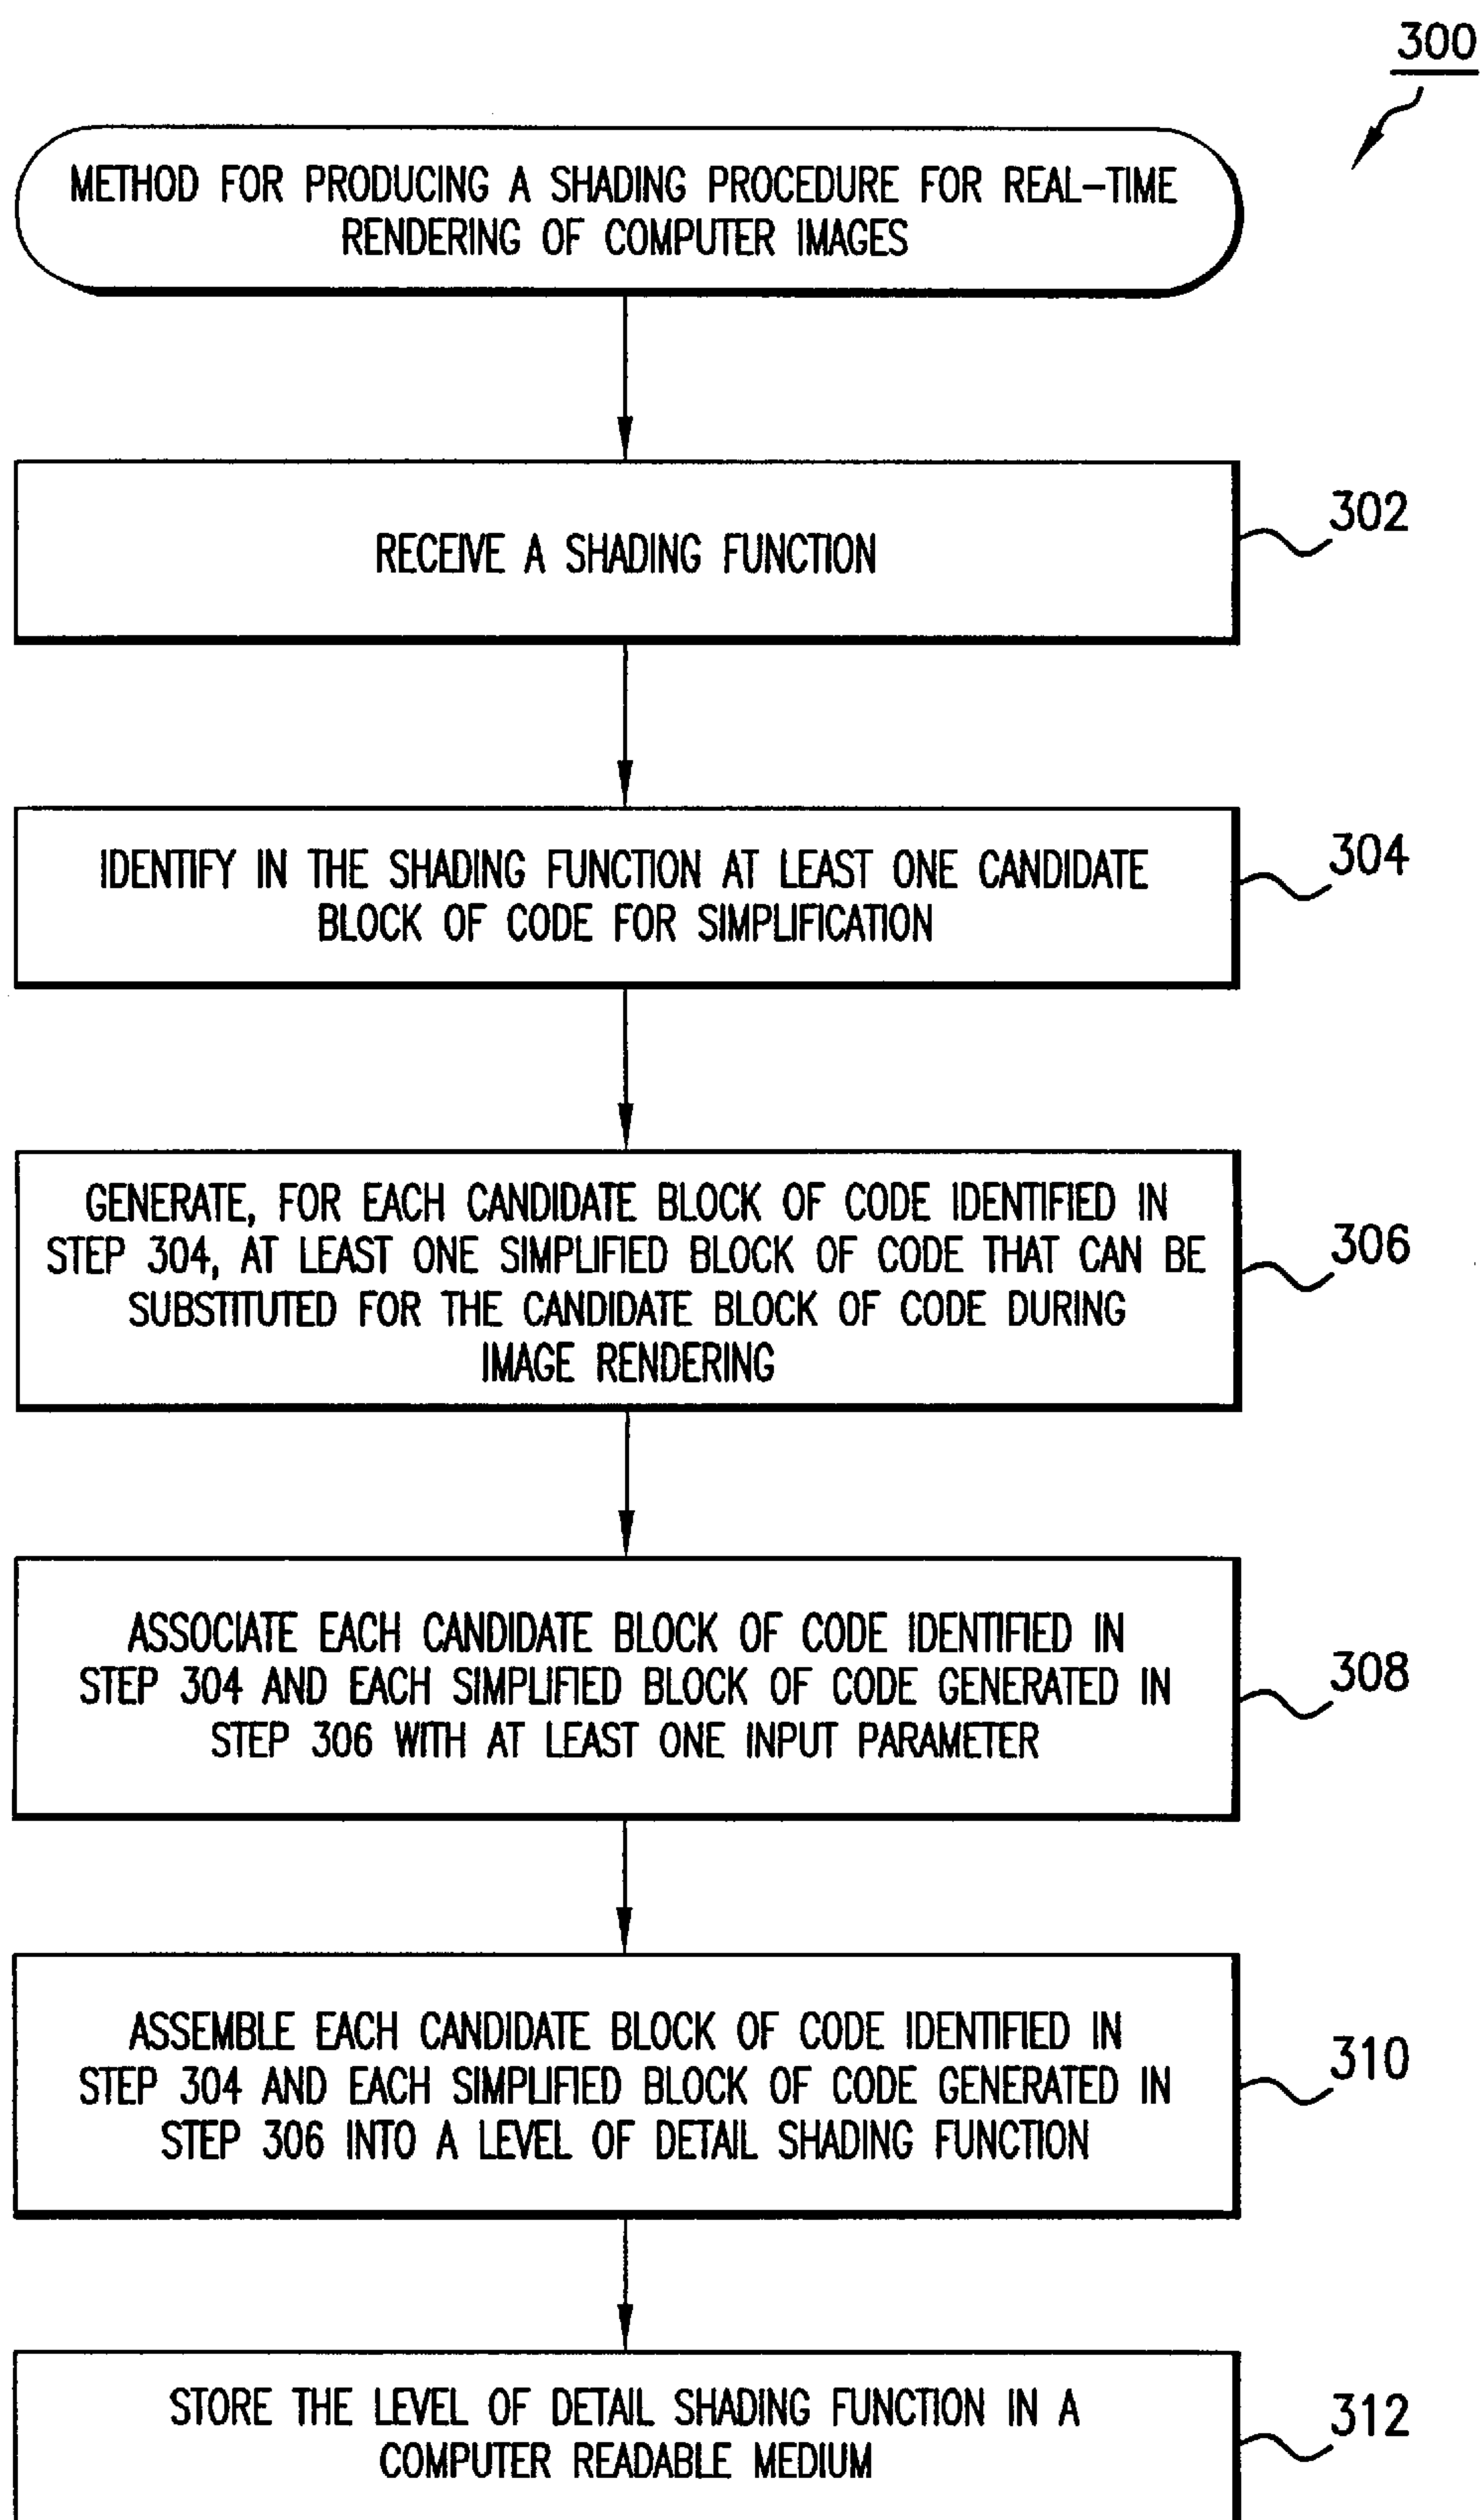 300
METHOD FOR PRODUCING A SHADING PROCEDURE FOR REAL-TIME
RENDERING OF COMPUTER IMAGES
RECEIVE A SHADING FUNCTION
302
IDENTIFY IN THE SHADING FUNCTION AT LEAST ONE CANDIDATE
BLOCK OF CODE FOR SIMPLIFICATION
304
GENERATE, FOR EACH CANDIDATE BLOCK OF CODE IDENTIFIED IN
STEP 304, AT LEAST ONE SIMPLIFIED BLOCK OF CODE THAT CAN BE
SUBSTITUTED FOR THE CANDIDATE BLOCK OF CODE DURING
IMAGE RENDERING
306
ASSOCIATE EACH CANDIDATE BLOCK OF CODE IDENTIFIED IN
STEP 304 AND EACH SIMPLIFIED BLOCK OF CODE GENERATED IN
STEP 306 WITH AT LEAST ONE INPUT PARAMETER
308
ASSEMBLE EACH CANDIDATE BLOCK OF CODE IDENTIFIED IN
STEP 304 AND EACH SIMPLIFIED BLOCK OF CODE GENERATED IN
STEP 306 INTO A LEVEL OF DETAIL SHADING FUNCTION
310
STORE THE LEVEL OF DETAIL SHADING FUNCTION IN A
COMPUTER READABLE MEDIUM
312